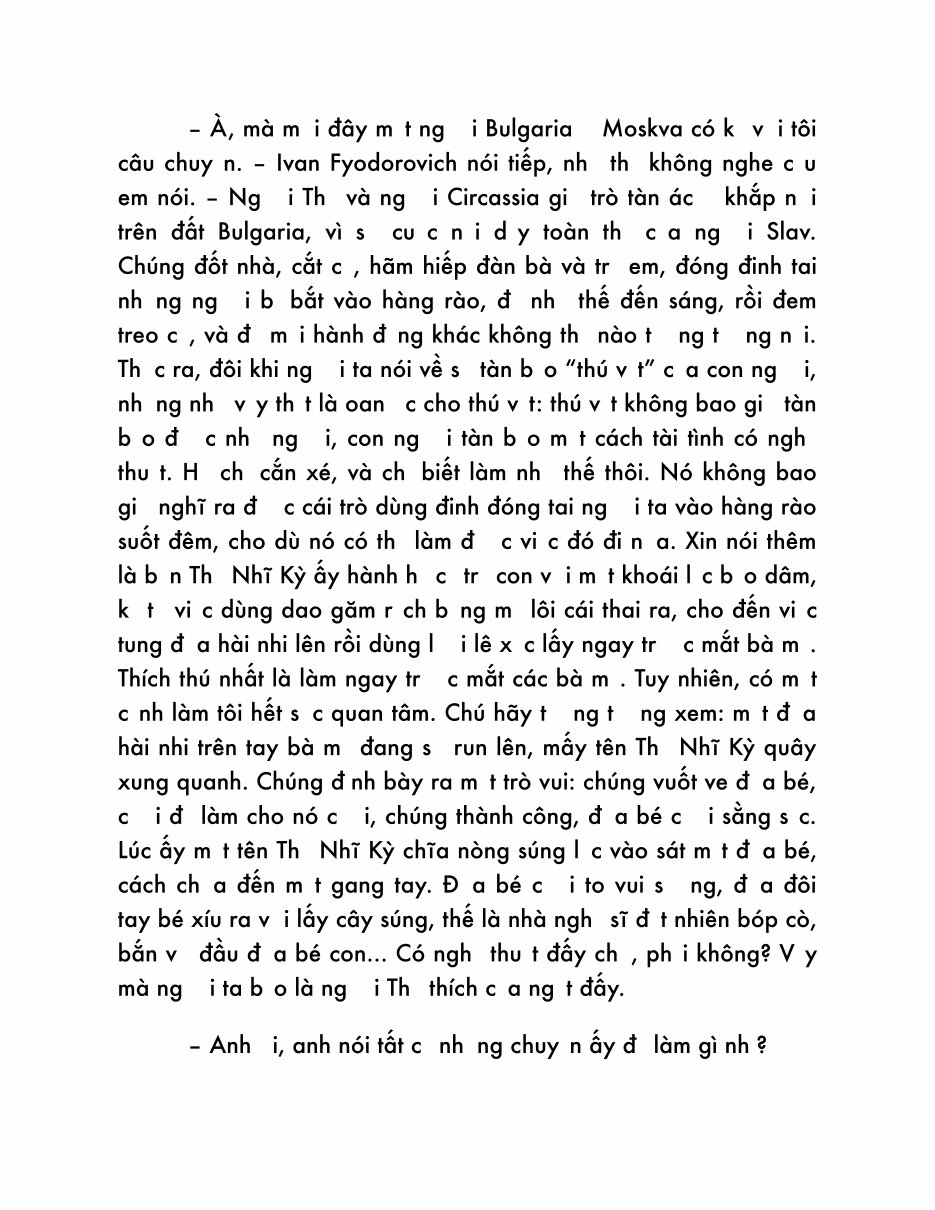 – À, mà m i đây m t ng i Bulgaria Moskva có k v i tôi
câu chuy n. – Ivan Fyodorovich nói tiếp, nh th không nghe c u
em nói. – Ng i Th và ng i Circassia gi trò tàn ác khắp n i
trên đất Bulgaria, vì s cu c n i d y toàn th c a ng i Slav.
Chúng đốt nhà, cắt c , hãm hiếp đàn bà và tr em, đóng đinh tai
nh ng ng i b bắt vào hàng rào, đ nh thế đến sáng, rồi đem
treo c , và đ m i hành đ ng khác không th nào t ng t ng n i.
Th c ra, đôi khi ng i ta nói về s tàn b o “thú v t” c a con ng i,
nh ng nh v y th t là oan c cho thú v t: thú v t không bao gi tàn
b o đ c nh ng i, con ng i tàn b o m t cách tài tình có ngh
thu t. H ch cắn xé, và ch biết làm nh thế thôi. Nó không bao
gi nghĩ ra đ c cái trò dùng đinh đóng tai ng i ta vào hàng rào
suốt đêm, cho dù nó có th làm đ c vi c đó đi n a. Xin nói thêm
là b n Th Nhĩ Kỳ ấy hành h c tr con v i m t khoái l c b o dâm,
k t vi c dùng dao găm r ch b ng m lôi cái thai ra, cho đến vi c
tung đ a hài nhi lên rồi dùng l i lê x c lấy ngay tr c mắt bà m .
Thích thú nhất là làm ngay tr c mắt các bà m . Tuy nhiên, có m t
c nh làm tôi hết s c quan tâm. Chú hãy t ng t ng xem: m t đ a
hài nhi trên tay bà m đang s run lên, mấy tên Th Nhĩ Kỳ quây
xung quanh. Chúng đ nh bày ra m t trò vui: chúng vuốt ve đ a bé,
c i đ làm cho nó c i, chúng thành công, đ a bé c i sằng s c.
Lúc ấy m t tên Th Nhĩ Kỳ chĩa nòng súng l c vào sát m t đ a bé,
cách ch a đến m t gang tay. Đ a bé c i to vui s ng, đ a đôi
tay bé xíu ra v i lấy cây súng, thế là nhà ngh sĩ đ t nhiên bóp cò,
bắn v đầu đ a bé con... Có ngh thu t đấy ch , ph i không? V y
mà ng i ta b o là ng i Th thích c a ng t đấy.
– Anh i, anh nói tất c nh ng chuy n ấy đ làm gì nh ?